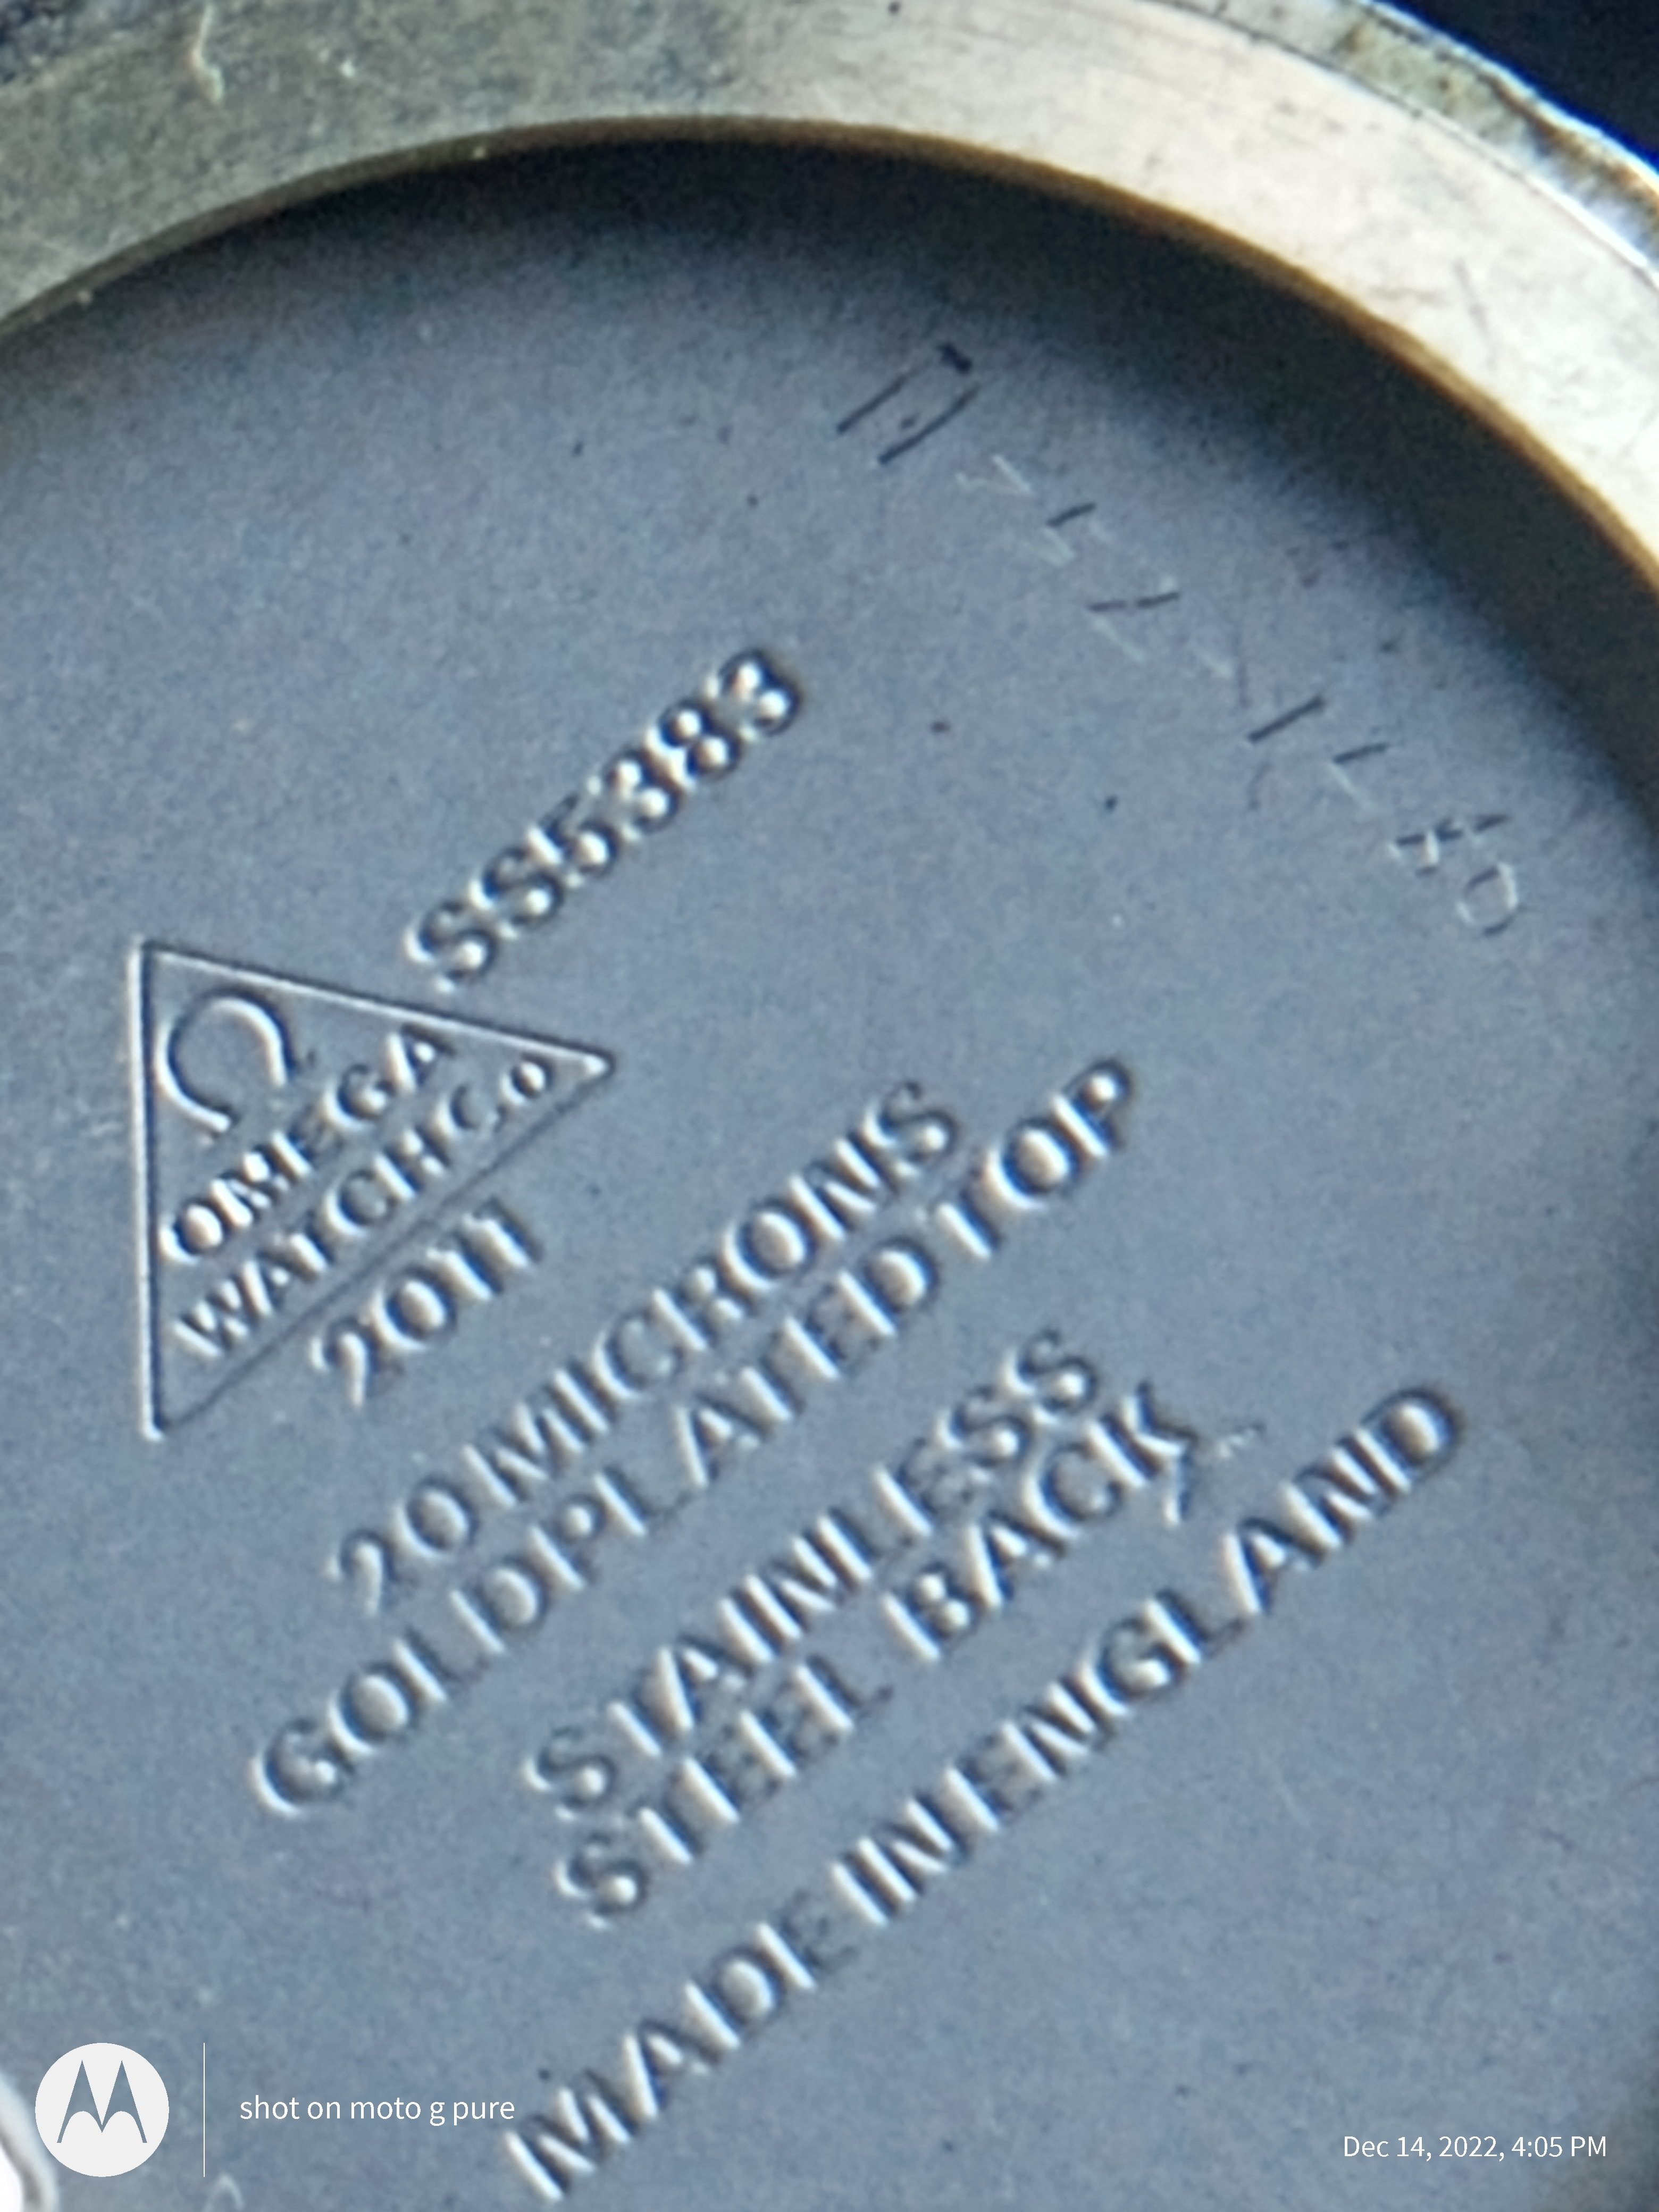 SS5383
Ω
OMEGA
WATCH Co
2011
20 MICRONS
GOLD PLATED TOP
STAINLESS
STEEL BACK
MADE IN ENGLAND
shot on moto g pure
Dec 14, 2022, 4:05 PM